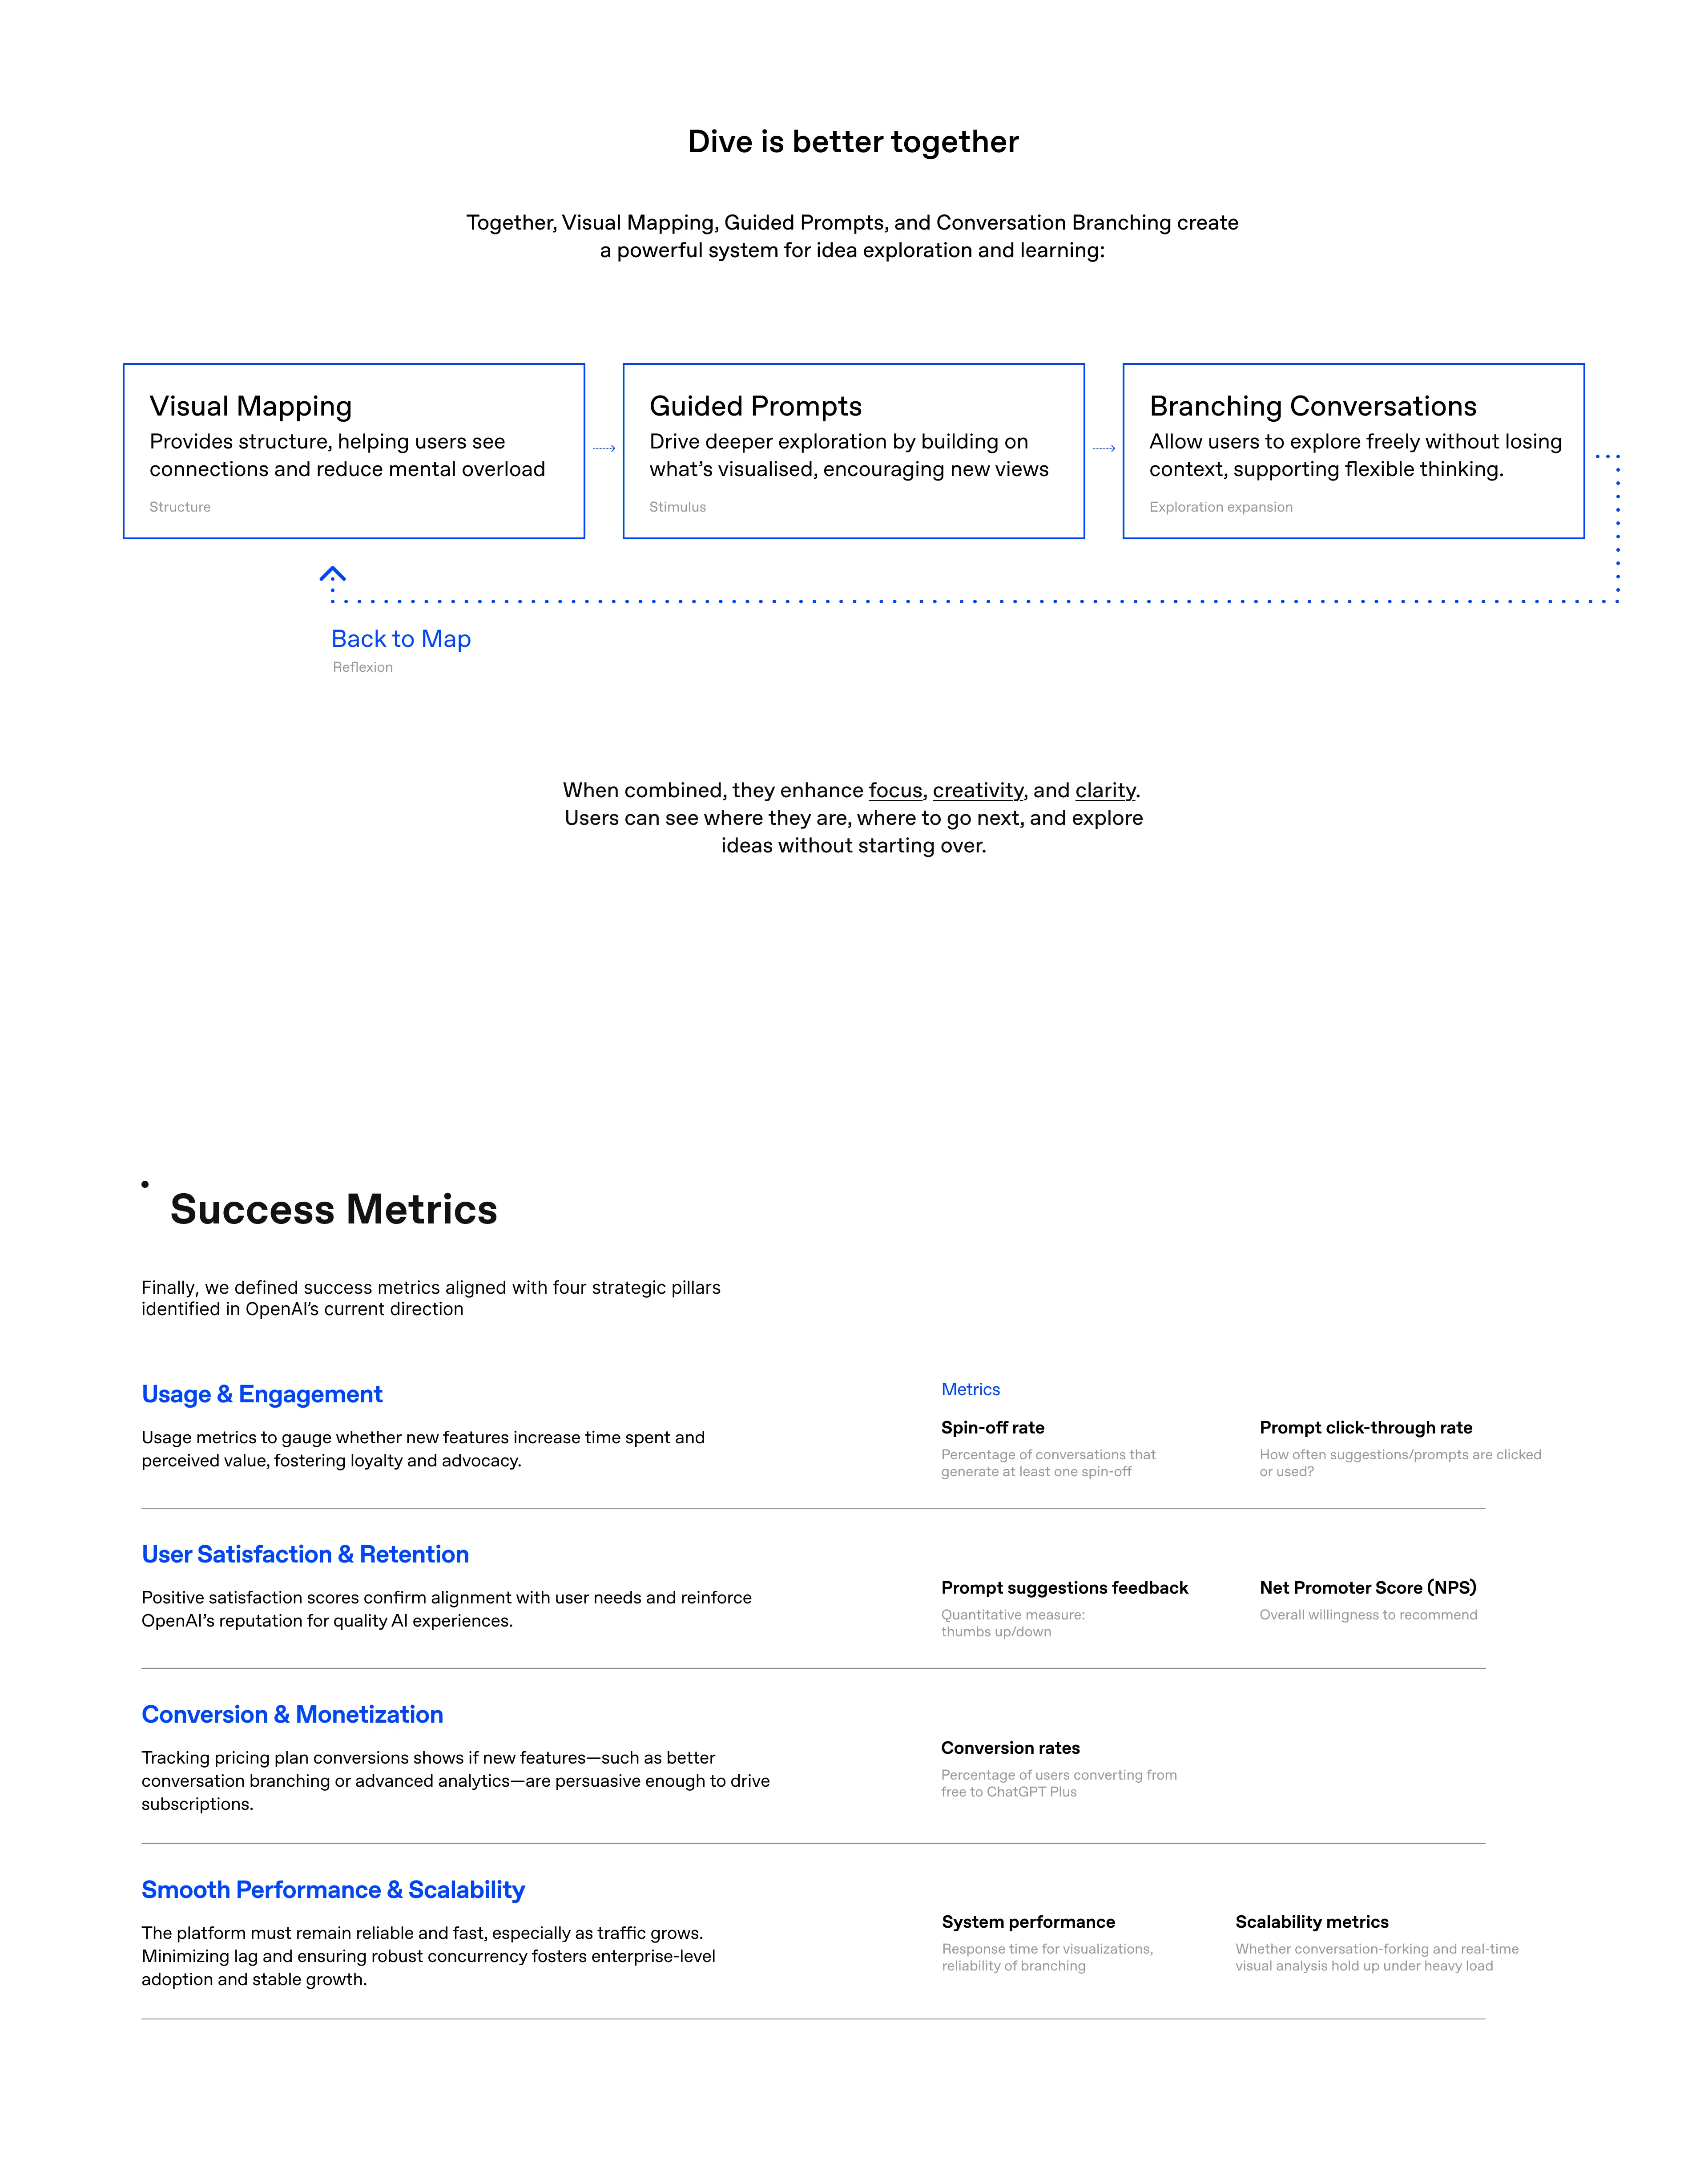 Dive is better together
Together, Visual Mapping, Guided Prompts, and Conversation Branching create
a powerful system for idea exploration and learning:
Visual Mapping
Provides structure, helping users see
connections and reduce mental overload
Structure
Guided Prompts
Drive deeper exploration by building on
what’s visualised, encouraging new views
Stimulus
Branching Conversations
Allow users to explore freely without losing
context, supporting flexible thinking.
Exploration expansion
Back to Map
Reflexion
When combined, they enhance focus, creativity, and clarity.
Users can see where they are, where to go next, and explore
ideas without starting over.
Success Metrics
Finally, we defined success metrics aligned with four strategic pillars
identified in OpenAI’s current direction
Usage & Engagement
Usage metrics to gauge whether new features increase time spent and
perceived value, fostering loyalty and advocacy.
Metrics
Spin-off rate
Percentage of conversations that
generate at least one spin-off
Prompt click-through rate
How often suggestions/prompts are clicked
or used?
User Satisfaction & Retention
Positive satisfaction scores confirm alignment with user needs and reinforce
OpenAI’s reputation for quality AI experiences.
Prompt suggestions feedback
Quantitative measure:
thumbs up/down
Net Promoter Score (NPS)
Overall willingness to recommend
Conversion & Monetization
Tracking pricing plan conversions shows if new features—such as better
conversation branching or advanced analytics—are persuasive enough to drive
subscriptions.
Conversion rates
Percentage of users converting from
free to ChatGPT Plus
Smooth Performance & Scalability
The platform must remain reliable and fast, especially as traffic grows.
Minimizing lag and ensuring robust concurrency fosters enterprise-level
adoption and stable growth.
System performance
Response time for visualizations,
reliability of branching
Scalability metrics
Whether conversation-forking and real-time
visual analysis hold up under heavy load